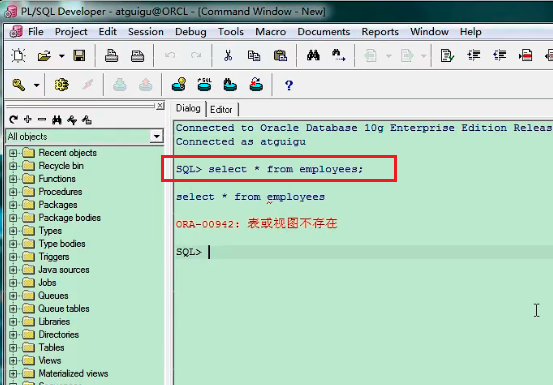 PL/SQL Developer - atguigu@ORCL - [Command Window - New]
File Project Edit Session Debug Tools Macro Documents Reports Window Help
Dialog Editor
All objects
Recent objects
Recycle bin
Functions
Procedures
Packages
Package bodies
Types
Type bodies
Triggers
Java sources
Jobs
Queues
Queue tables
Libraries
Directories
Tables
Views
Materialized views
Connected to Oracle Database 10g Enterprise Edition Releas
Connected as atguigu
SQL> select * from employees;
select * from employees
ORA-00942: 表或视图不存在
SQL>